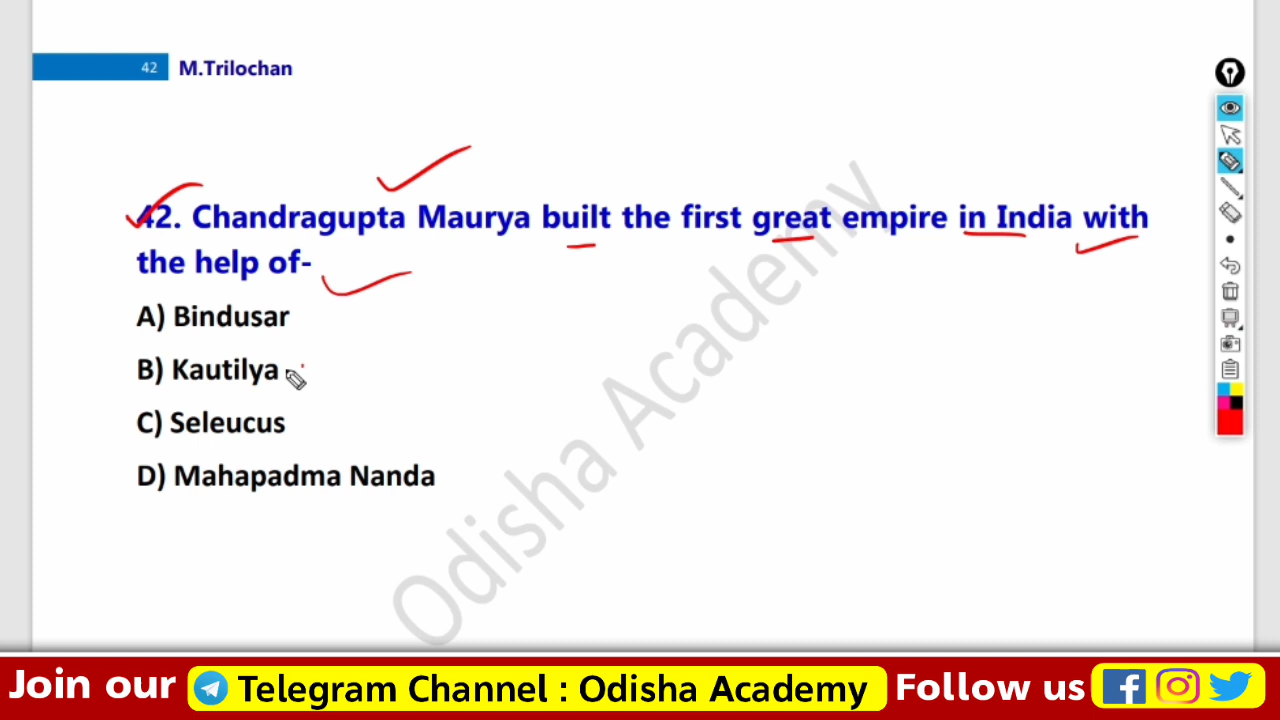 42 M.Trilochan
42. Chandragupta Maurya built the first great empire in India with
the help of-
A) Bindusar
B) Kautilya
C) Seleucus
D) Mahapadma Nanda
Odisha Academy
Join our Telegram Channel : Odisha Academy Follow us